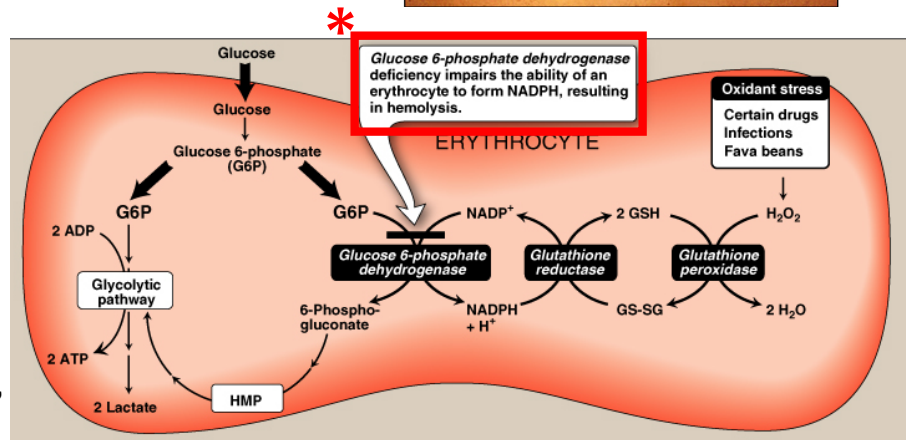 *
Glucose 6-phosphate dehydrogenase
deficiency impairs the ability of an
erythrocyte to form NADPH, resulting
in hemolysis.
Glucose
Glucose
Glucose 6-phosphate
(G6P)
ERYTHROCYTE
Oxidant stress
Certain drugs
Infections
Fava beans
G6P
G6P
NADP⁺
2 GSH
H₂O₂
2 ADP
Glucose 6-phosphate
dehydrogenase
Glutathione
reductase
Glutathione
peroxidase
Glycolytic
pathway
6-Phospho-
gluconate
NADPH
+ H⁺
GS-SG
2 H₂O
2 ATP
2 Lactate
HMP